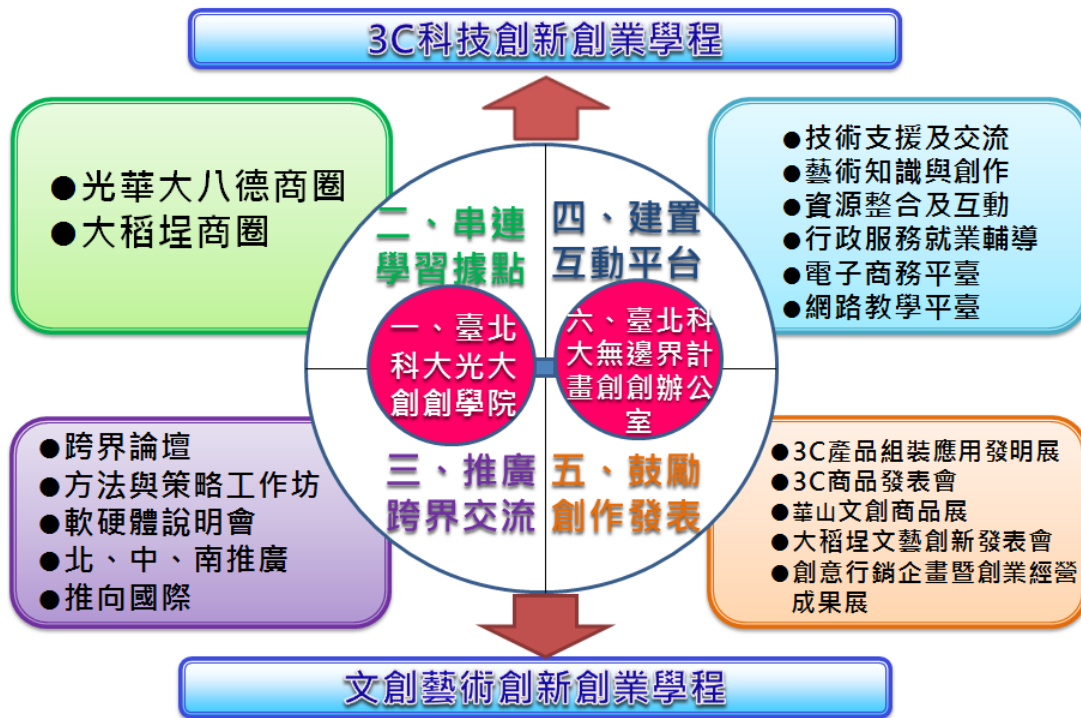 3C科技創新創業學程
●光華大八德商圈
●大稻埕商圈
二、串連
學習據點
四、建置
互動平台
●技術支援及交流
●藝術知識與創作
●資源整合及互動
●行政服務就業輔導
●電子商務平臺
●網路教學平臺
一、臺北
科大光大
創創學院
六、臺北科
大無邊界計
畫創創辦公
室
●跨界論壇
●方法與策略工作坊
●軟硬體說明會
●北、中、南推廣
●推向國際
三、推廣
跨界交流
五、鼓勵
創作發表
●3C產品組裝應用發明展
●3C商品發表會
●華山文創商品展
●大稻埕文藝創新發表會
●創意行銷企畫暨創業經營
成果展
文創藝術創新創業學程